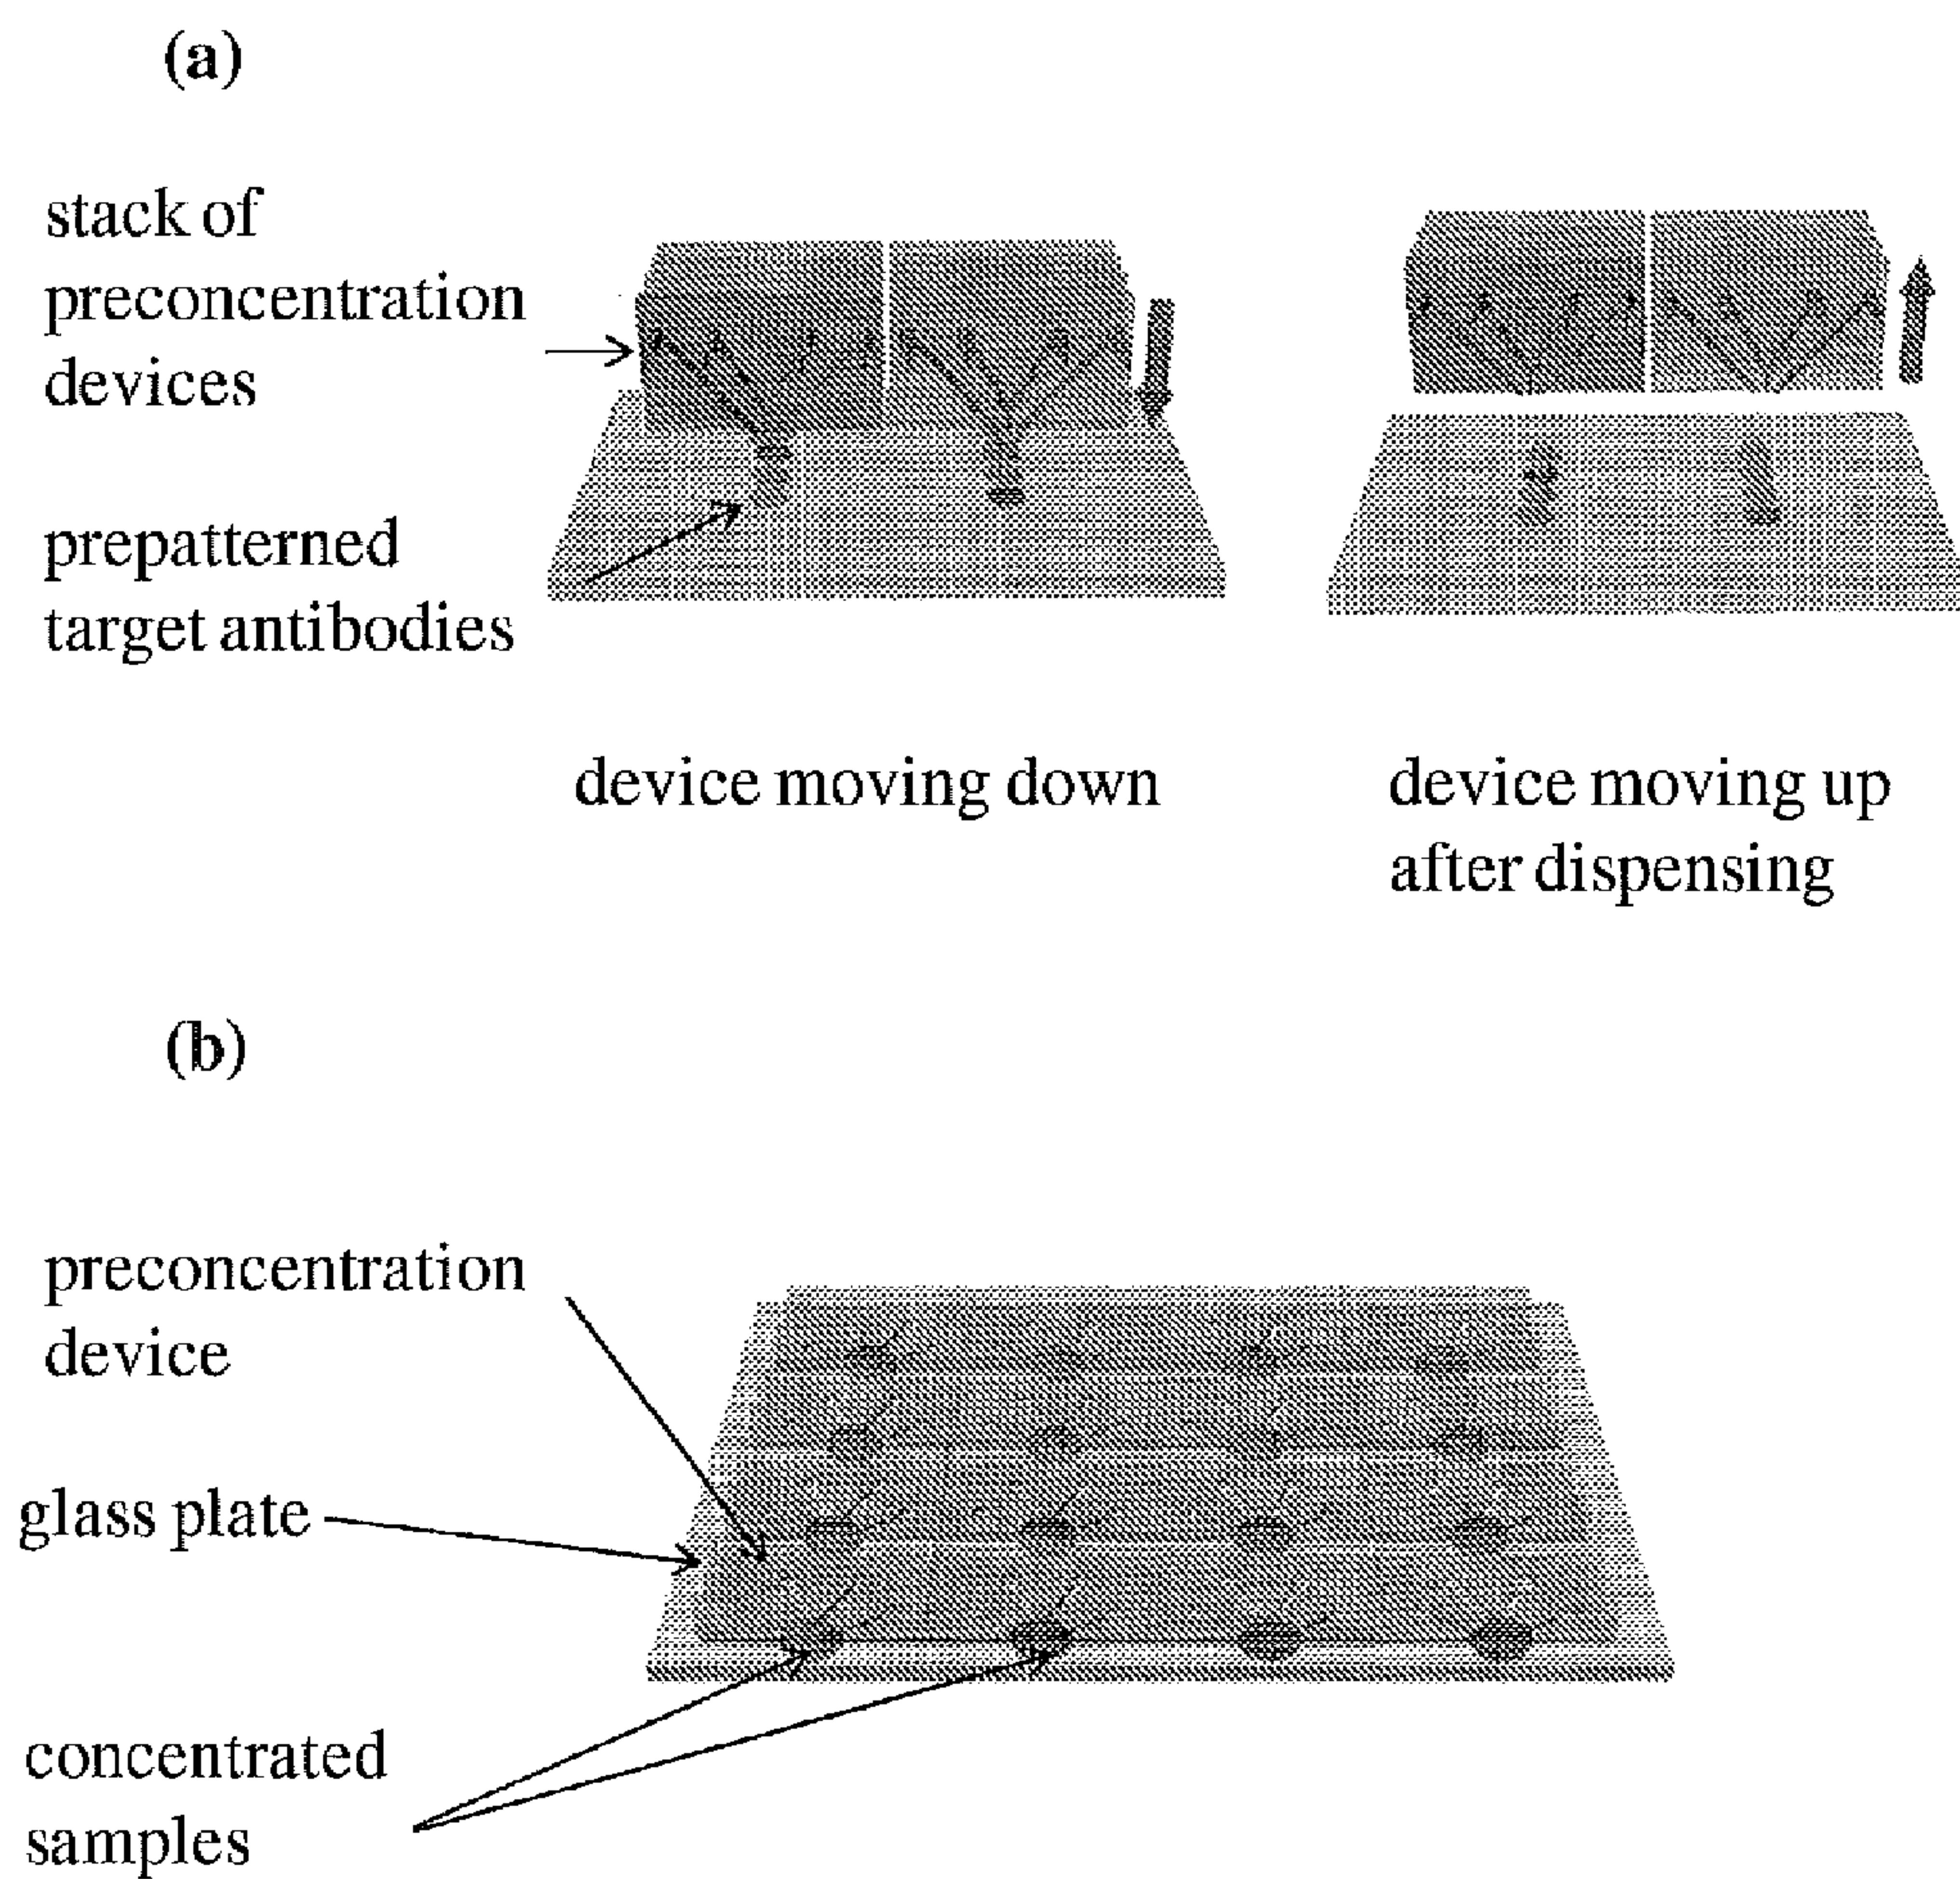 (a)
stack of
preconcentration
devices
prepatterned
target antibodies
device moving down
device moving up
after dispensing
(b)
preconcentration
device
glass plate
concentrated
samples